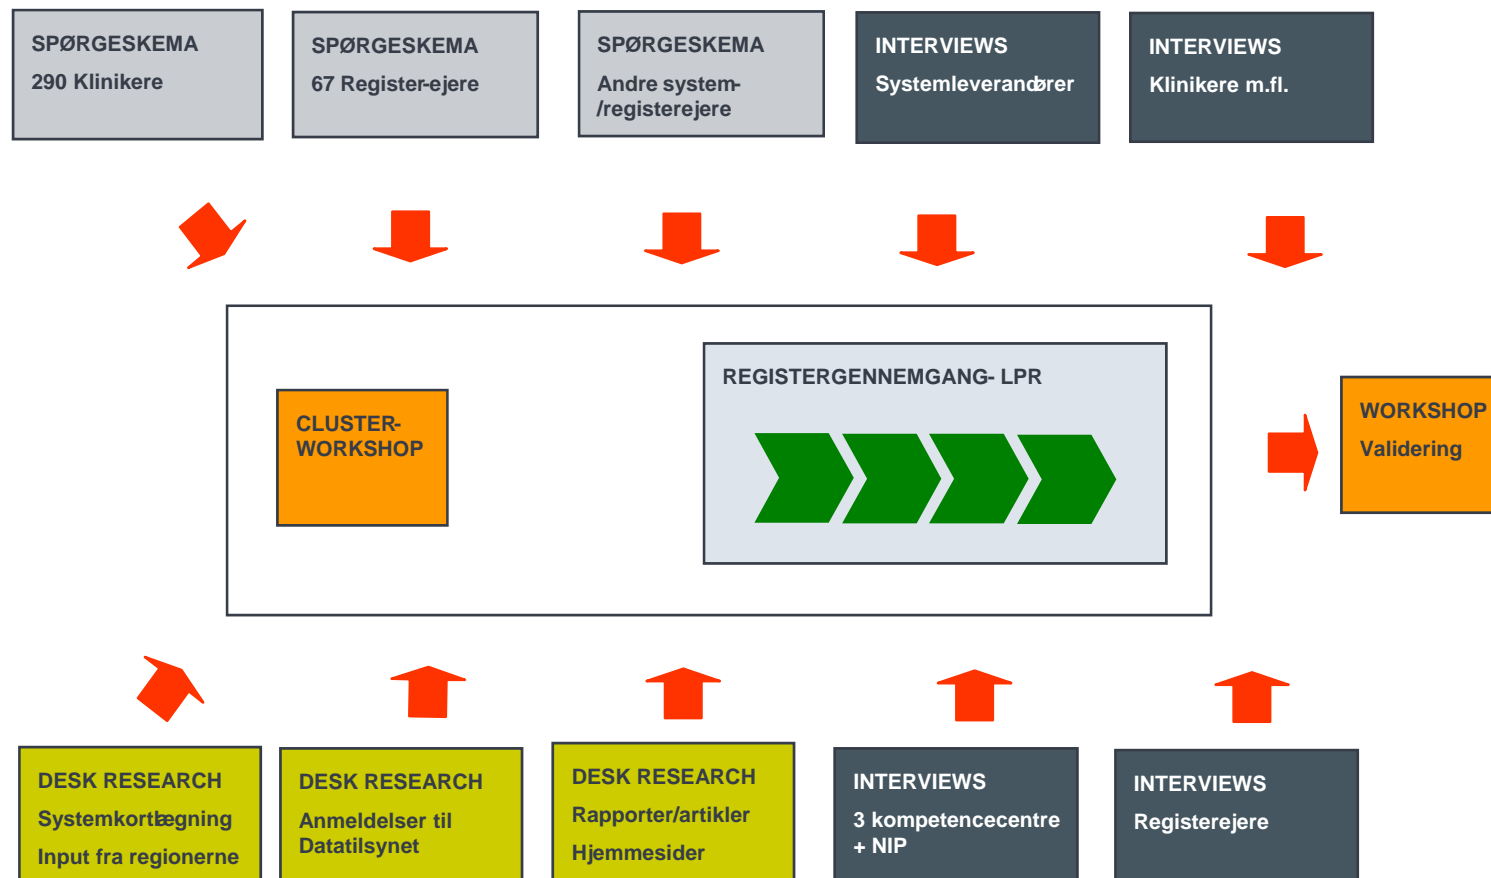 SPØRGESKEMA
290 Klinikere
SPØRGESKEMA
67 Register-ejere
SPØRGESKEMA
Andre system-
/registerejere
INTERVIEWS
Systemleverandører
INTERVIEWS
Klinikere m.fl.
CLUSTER-
WORKSHOP
REGISTERGENNEMGANG- LPR
WORKSHOP
Validering
DESK RESEARCH
Systemkortlægning
Input fra regionerne
DESK RESEARCH
Anmeldelser til
Datatilsynet
DESK RESEARCH
Rapporter/artikler
Hjemmesider
INTERVIEWS
3 kompetencecentre
+ NIP
INTERVIEWS
Registerejere